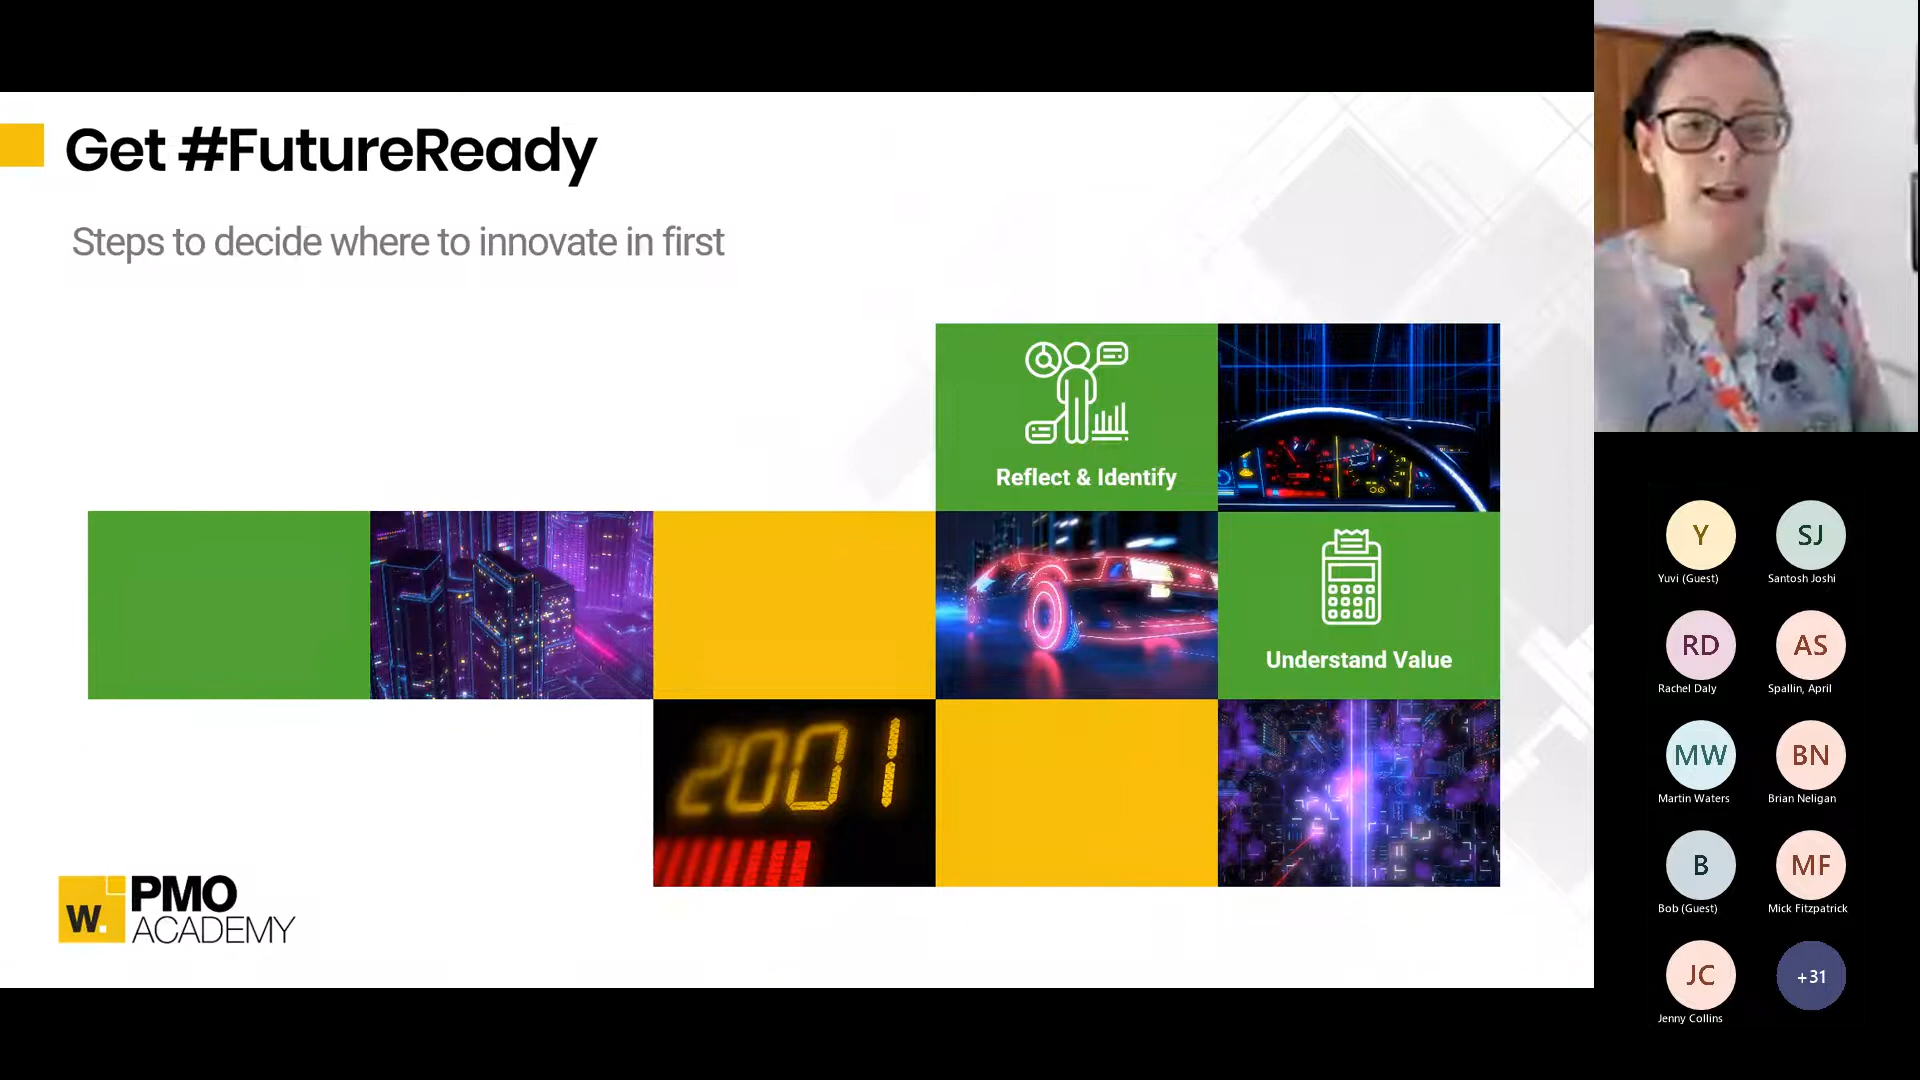 Get #FutureReady
Steps to decide where to innovate in first
Reflect & Identify
Understand Value
2001
W.
PMO
ACADEMY
Y
Yuvi (Guest)
SJ
Santosh Joshi
RD
Rachel Daly
AS
Spallin, April
MW
Martin Waters
BN
Brian Neligan
B
Bob (Guest)
MF
Mick Fitzpatrick
JC
Jenny Collins
+31